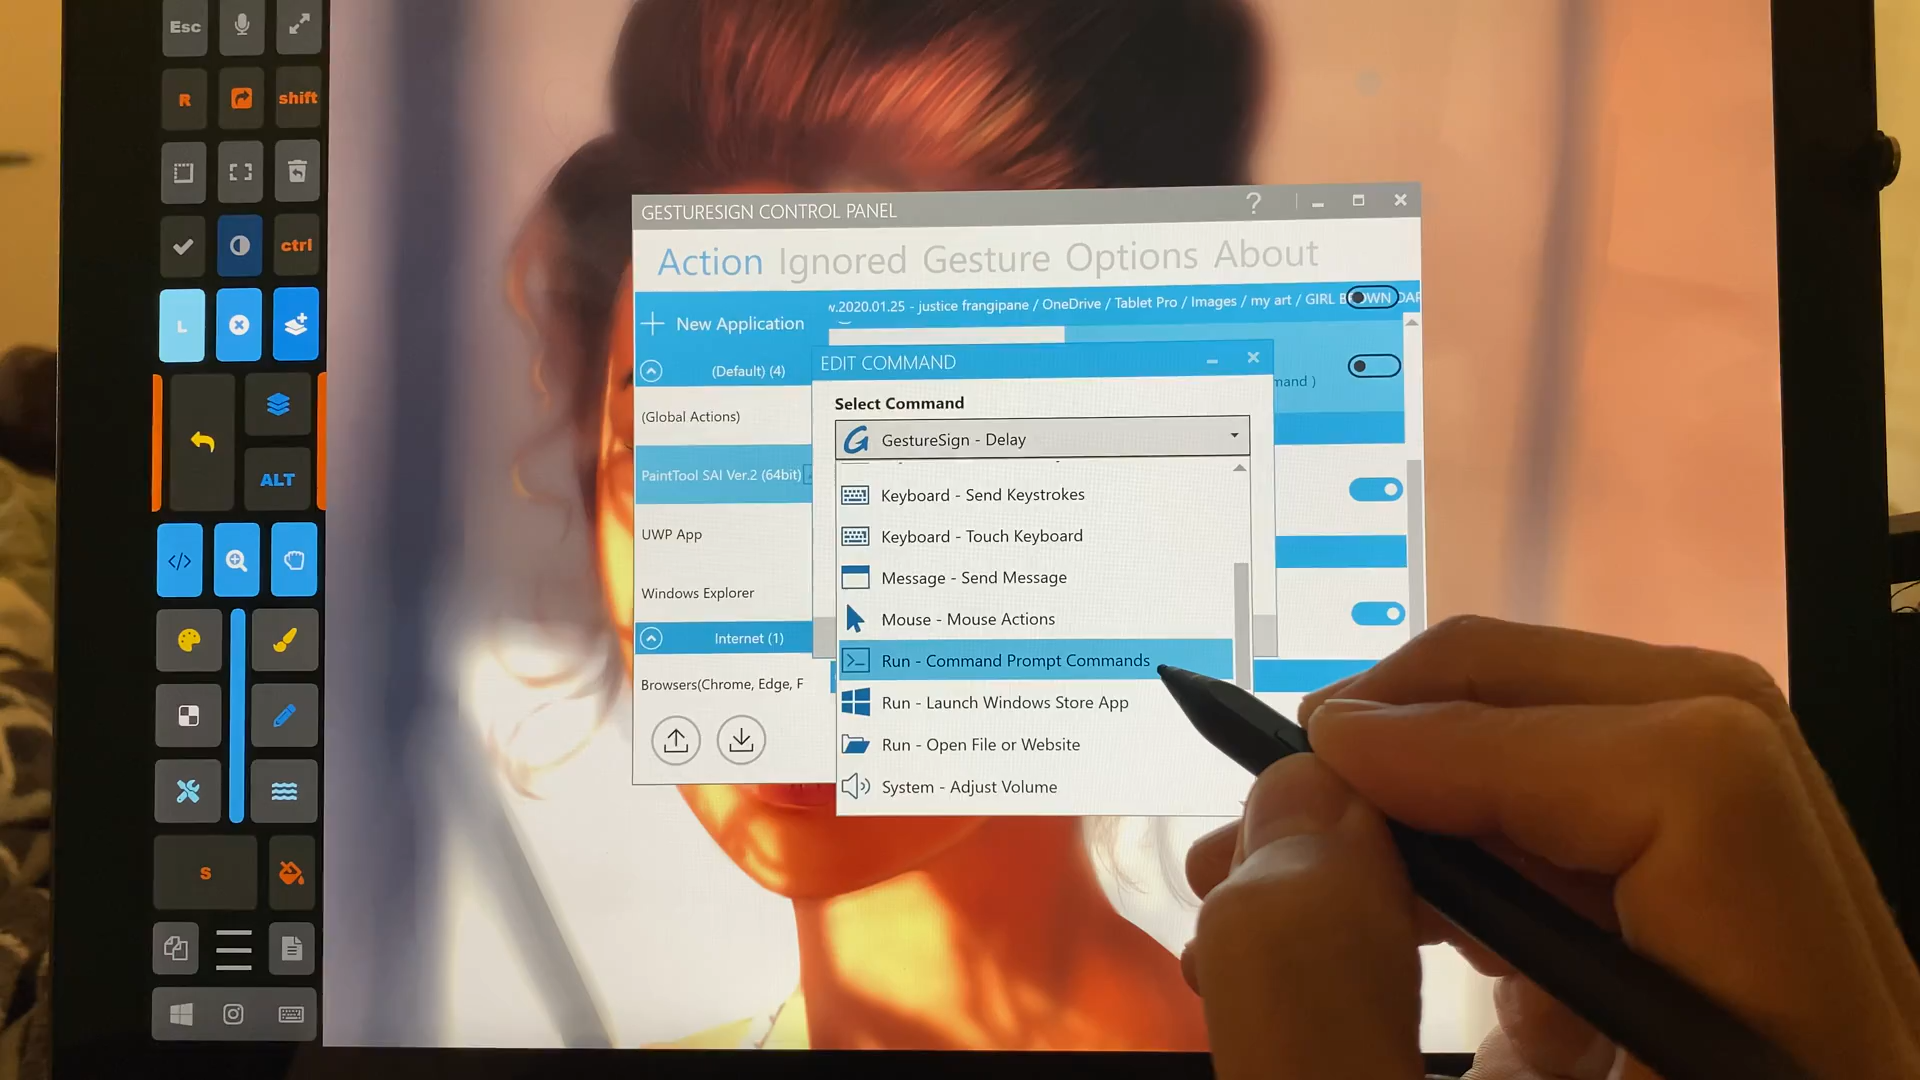 Esc
R
shift
ctrl
L
ALT
</>
S
GESTURESIGN CONTROL PANEL
?
Action Ignored Gesture Options About
New Application
.2020.01.25 - justice frangipane / OneDrive / Tablet Pro / Images / my art / GIRL
(Default) (4)
(Global Actions)
PaintTool SAI Ver.2 (64bit)
UWP App
Windows Explorer
Internet (1)
Browsers(Chrome, Edge, F
mand )
EDIT COMMAND
Select Command
GestureSign - Delay
Keyboard - Send Keystrokes
Keyboard - Touch Keyboard
Message - Send Message
Mouse - Mouse Actions
Run - Command Prompt Commands
Run - Launch Windows Store App
Run - Open File or Website
System - Adjust Volume